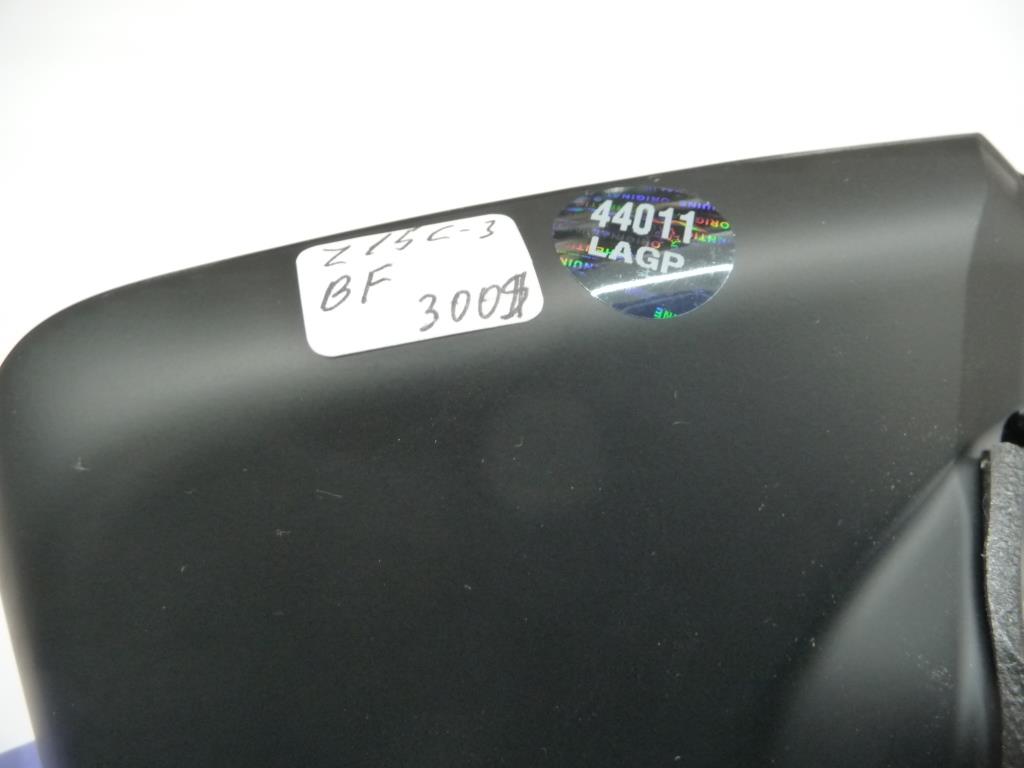 Z15C-3
BF
300$
44011
LAGP